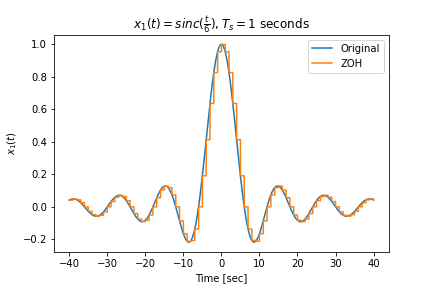 x₁(t) = sinc(t/6), Tₛ = 1 seconds
Original
ZOH
x₁(t)
1.0
0.8
0.6
0.4
0.2
0.0
−0.2
−40 −30 −20 −10 0 10 20 30 40
Time [sec]